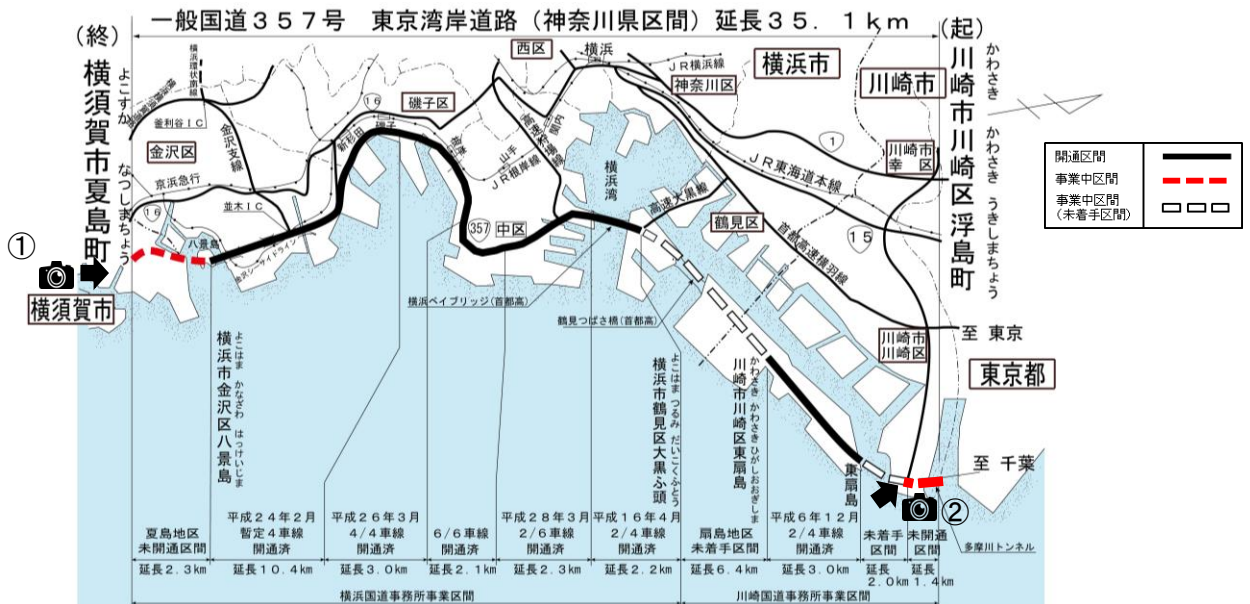 一般国道３５７号　東京湾岸道路（神奈川県区間）延長３５．１ｋｍ
（終）
横須賀市夏島町
よこすか　なつしまちょう
（起）
川崎市川崎区浮島町
かわさき　かわさき　うきしまちょう
西区
横浜
ＪＲ横浜線
神奈川区
横浜市
川崎市
横浜環状南線
横浜横須賀道路
釜利谷ＩＣ
金沢支線
金沢区
京浜急行
16
並木ＩＣ
八景島
金沢シーサイドライン
16
磯子区
新杉田
磯子
根岸
山手
ＪＲ根岸線
関内
高速狩場線
横浜湾
高速大黒線
357
中区
鶴見区
1
川崎市
幸区
ＪＲ東海道本線
15
首都高速横羽線
横浜ベイブリッジ（首都高）
鶴見つばさ橋（首都高）
川崎市
川崎区
至 東京
東京都
至 千葉
①
横須賀市
②
多摩川トンネル
東扇島
開通区間
事業中区間
事業中区間
（未着手区間）
横浜市金沢区八景島
よこはま　かなざわ　はっけいじま
横浜市鶴見区大黒ふ頭
よこはま　つるみ　だいこくふとう
川崎市川崎区東扇島
かわさき　かわさきひがしおおぎしま
夏島地区
未開通区間
延長2.3km
平成２４年２月
暫定４車線
開通済
延長10.4km
平成２６年３月
４/４車線
開通済
延長3.0km
６/６車線
開通済
延長2.1km
平成２８年３月
２/６車線
開通済
延長2.3km
平成１６年４月
２/４車線
開通済
延長2.2km
扇島地区
未着手区間
延長6.4km
平成６年１２月
２/４車線
開通済
延長3.0km
未着手
区間
延長
2.0km
未開通
区間
延長
1.4km
横浜国道事務所事業区間
川崎国道事務所事業区間